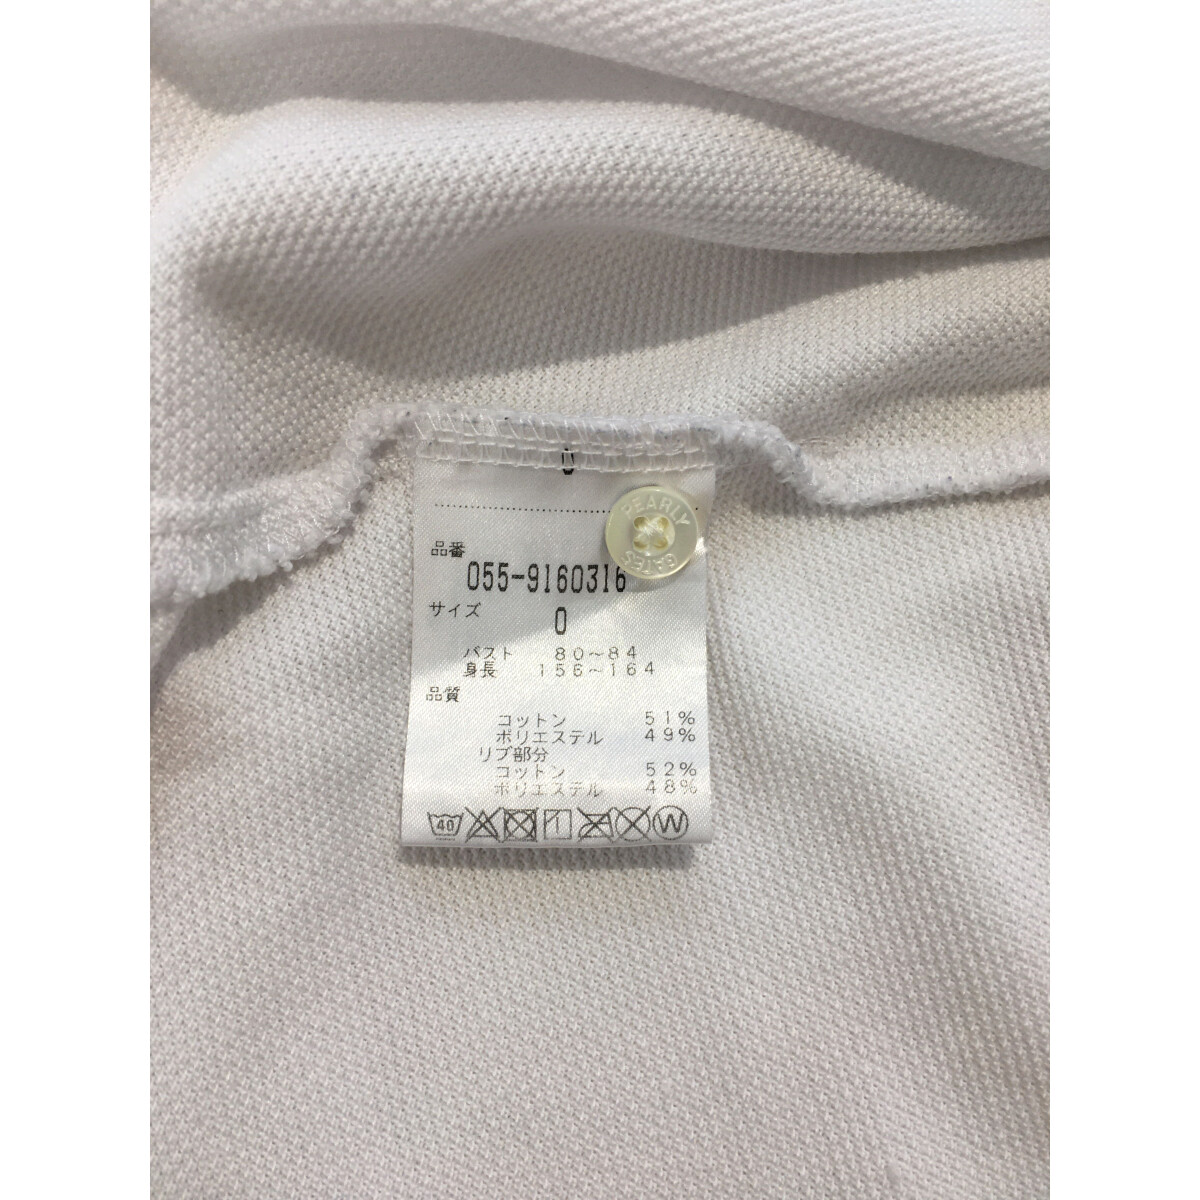 0
PEARLY
GATES
品番
055-9160316
サイズ
0
バスト 80~84
身長 156~164
品質
コットン 51%
ポリエステル 49%
リブ部分
コットン 52%
ポリエステル 48%
40 W